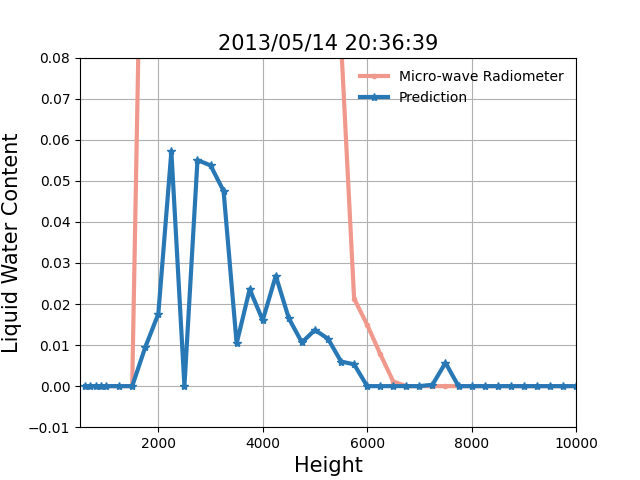 2013/05/14 20:36:39
Micro-wave Radiometer
Prediction
Liquid Water Content
0.08
0.07
0.06
0.05
0.04
0.03
0.02
0.01
0.00
−0.01
2000 4000 6000 8000 10000
Height